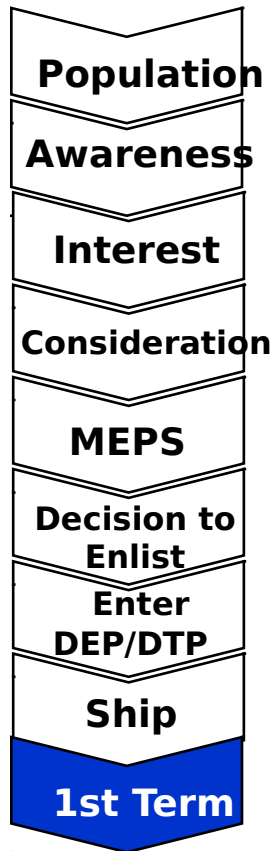 Population
Awareness
Interest
Consideration
MEPS
Decision to
Enlist
Enter
DEP/DTP
Ship
1st Term